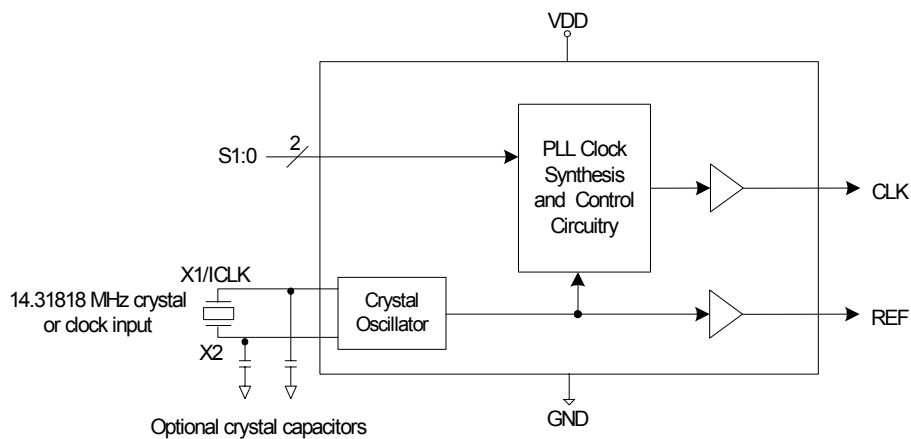 VDD
S1:0
2
PLL Clock
Synthesis
and Control
Circuitry
CLK
X1/ICLK
14.31818 MHz crystal
or clock input
X2
Crystal
Oscillator
REF
Optional crystal capacitors
GND